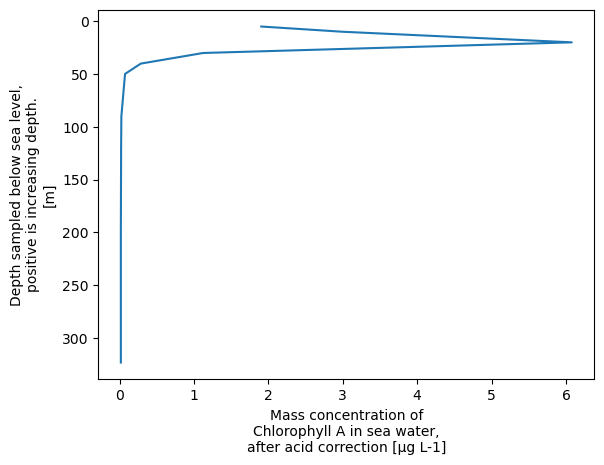 0
50
100
150
200
250
300
Depth sampled below sea level,
positive is increasing depth.
[m]
0 1 2 3 4 5 6
Mass concentration of
Chlorophyll A in sea water,
after acid correction [µg L-1]